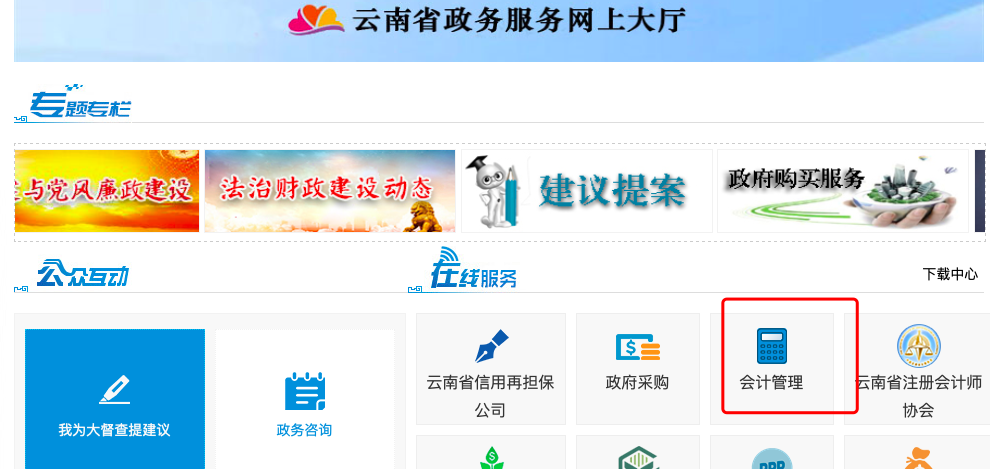 云南省政务服务网上大厅
专题专栏
与党风廉政建设
法治财政建设动态
建议提案
政府购买服务
公众互动
在线服务
下载中心
我为大督查提建议
政务咨询
云南省信用再担保
公司
政府采购
会计管理
云南省注册会计师
协会